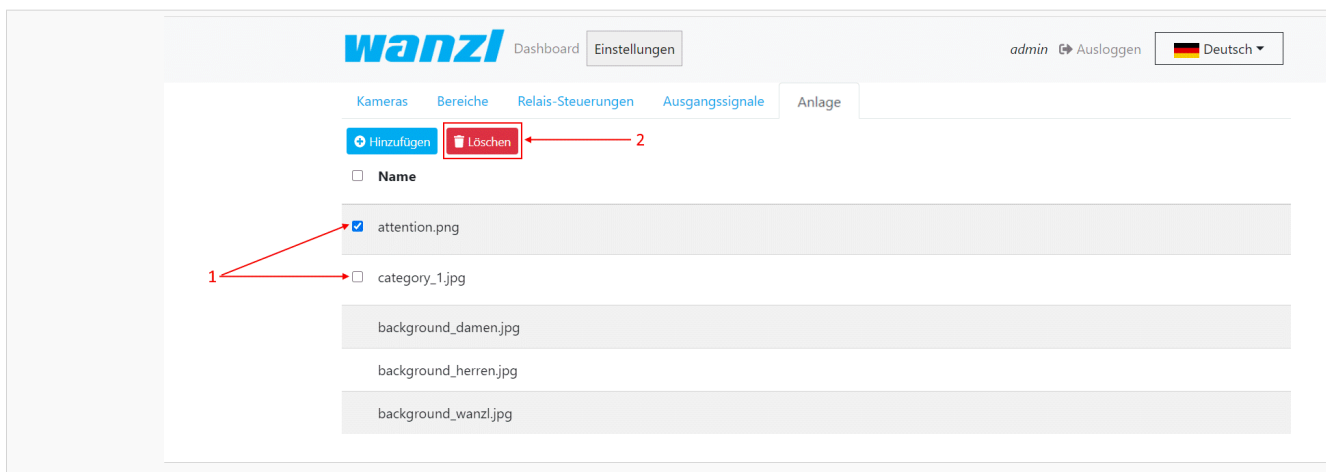 wanzl Dashboard Einstellungen admin Ausloggen Deutsch
Kameras Bereiche Relais-Steuerungen Ausgangssignale Anlage
Hinzufügen Löschen 2
Name
attention.png
1 category_1.jpg
background_damen.jpg
background_herren.jpg
background_wanzl.jpg